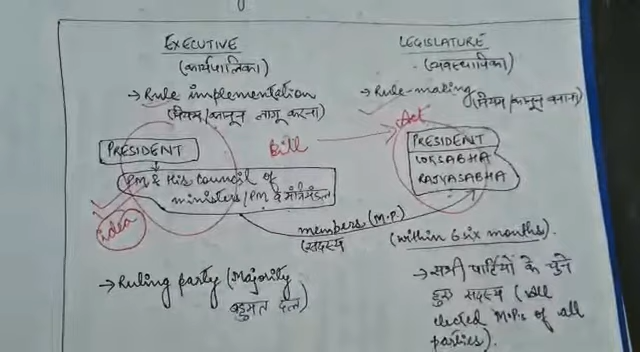 EXECUTIVE
(कार्यपालिका)
→ Rule implementation
(नियम/कानून लागू करना)
PRESIDENT
PM & His Council of
ministers/PM व मंत्रिमंडल
idea
→ Ruling party (Majority
बहुमत दल)
Bill
members (M.P.)
(सदस्य
LEGISLATURE
(व्यवस्थापिका)
→ Rule-making
(नियम/कानून बनाना)
Act
PRESIDENT
LOKSABHA
RAJYASABHA
(within 6 six months).
→ सभी पार्टियों के चुने
हुए सदस्य (All
elected M.Ps of all
parties).